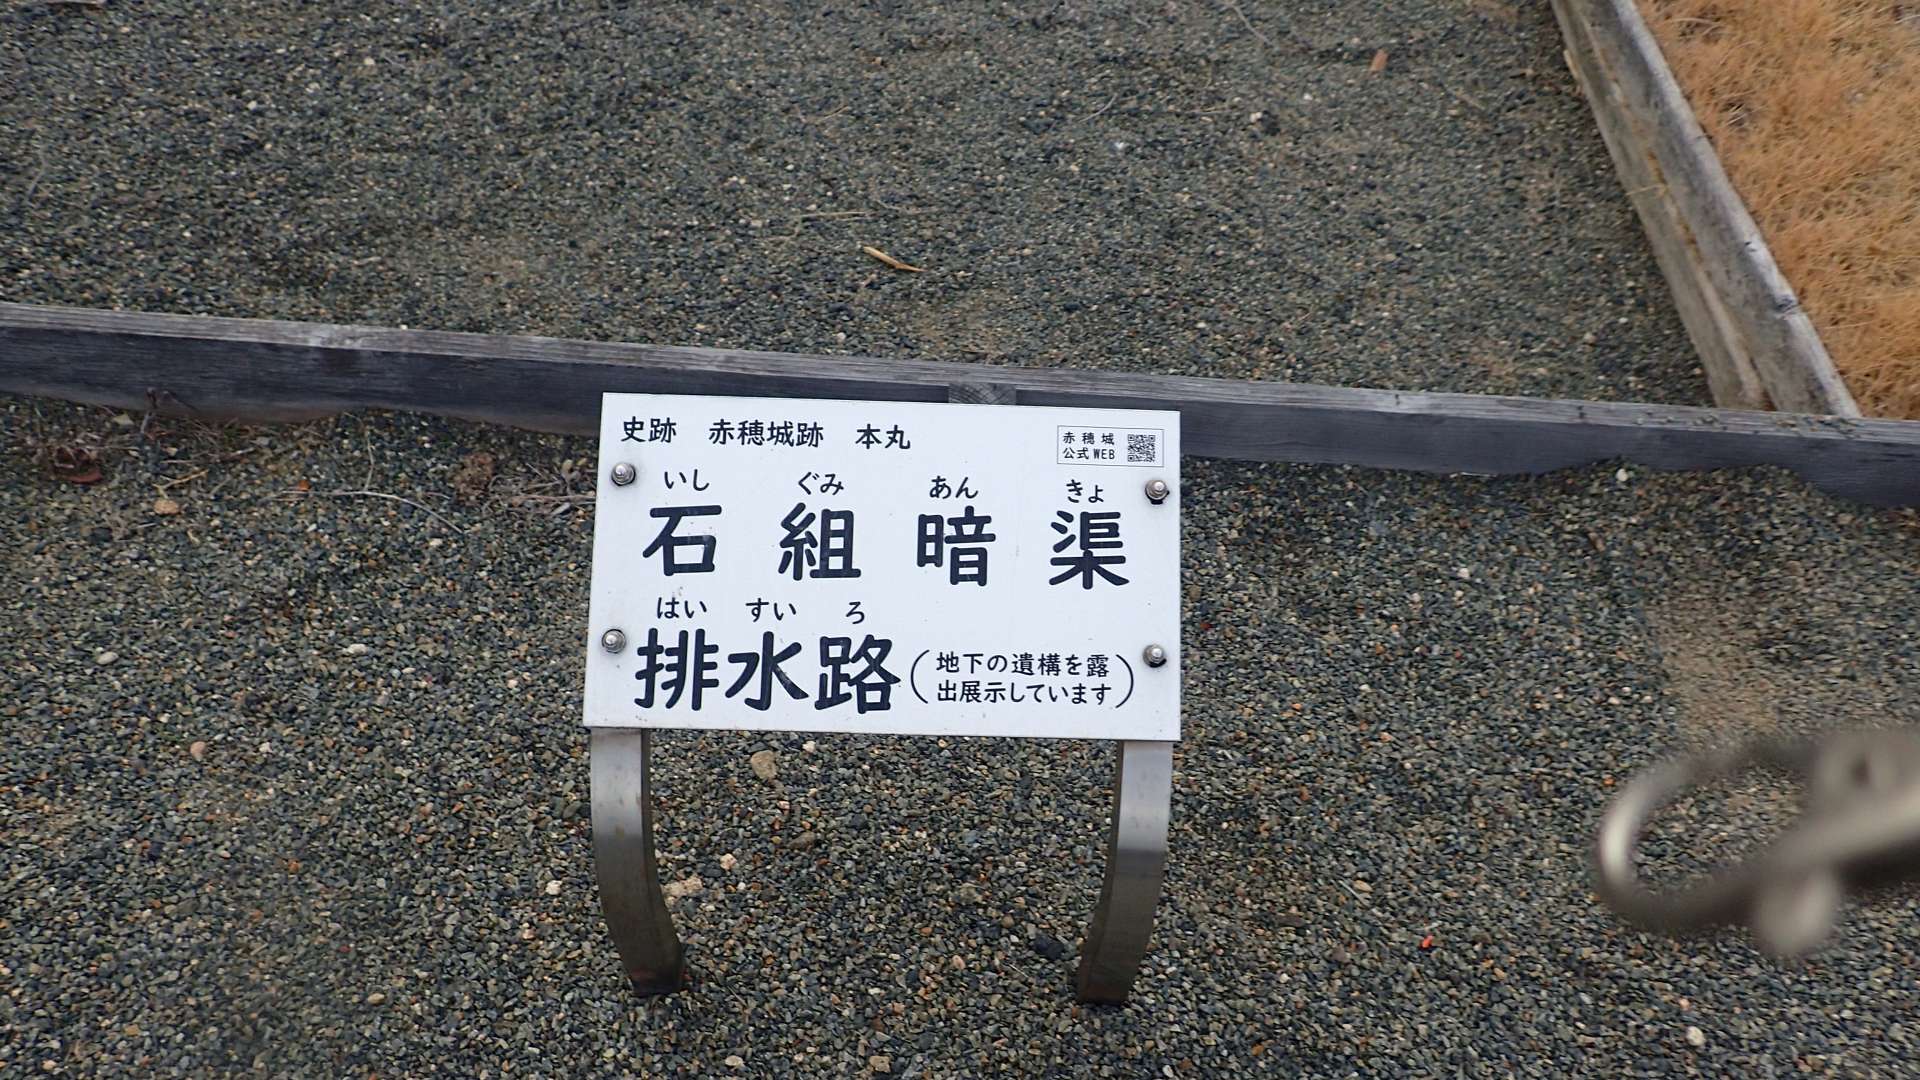 史跡 赤穂城跡 本丸
赤穂城
公式WEB
いし ぐみ あん きょ
石組暗渠
はい すい ろ
排水路(地下の遺構を露
出展示しています)